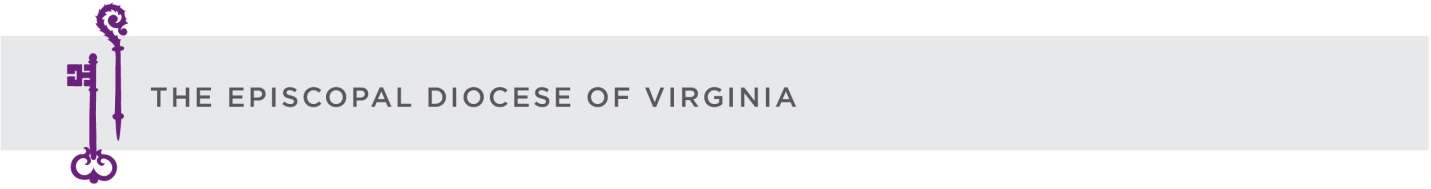 THE EPISCOPAL DIOCESE OF VIRGINIA